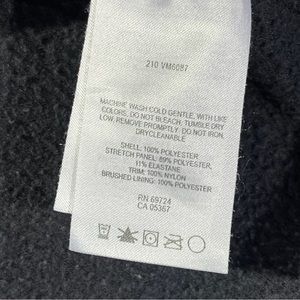 210 VM6087
MACHINE WASH COLD GENTLE, WITH LIKE
COLORS, DO NOT BLEACH, TUMBLE DRY
LOW, REMOVE PROMPTLY. DO NOT IRON,
DRYCLEANABLE
SHELL: 100% POLYESTER
STRETCH PANEL: 89% POLYESTER,
11% ELASTANE
TRIM: 100% NYLON
BRUSHED LINING: 100% POLYESTER
RN 69724
CA 05367